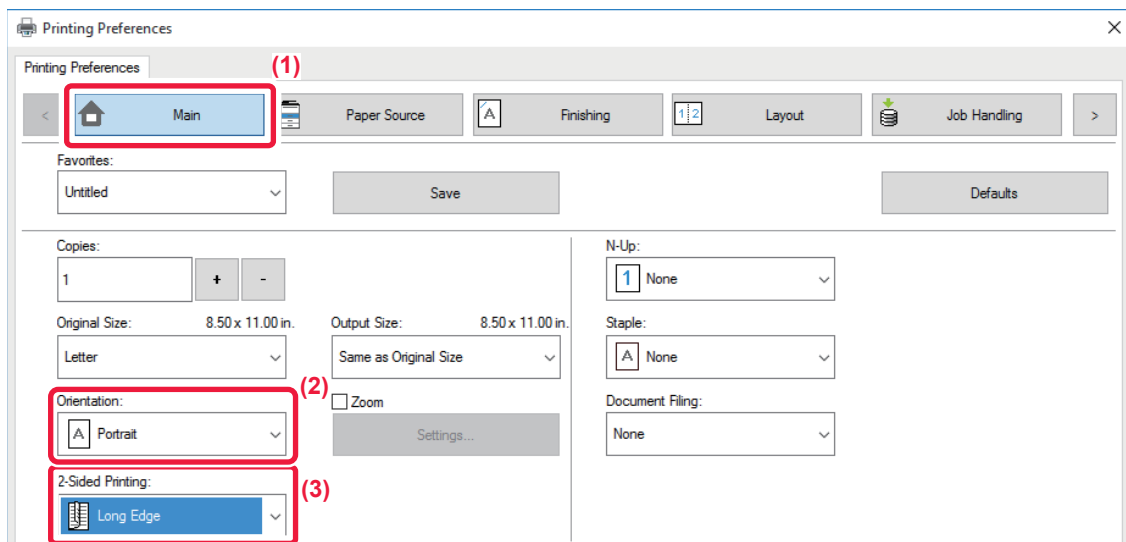 Printing Preferences
Printing Preferences
(1)
< Main Paper Source Finishing Layout Job Handling >
Favorites:
Untitled Save Defaults
Copies: N-Up:
1 + - 1 None
Original Size: 8.50 x 11.00 in. Output Size: 8.50 x 11.00 in. Staple:
Letter Same as Original Size A None
(2)
Orientation: Zoom Document Filing:
A Portrait Settings... None
2-Sided Printing:
(3)
Long Edge